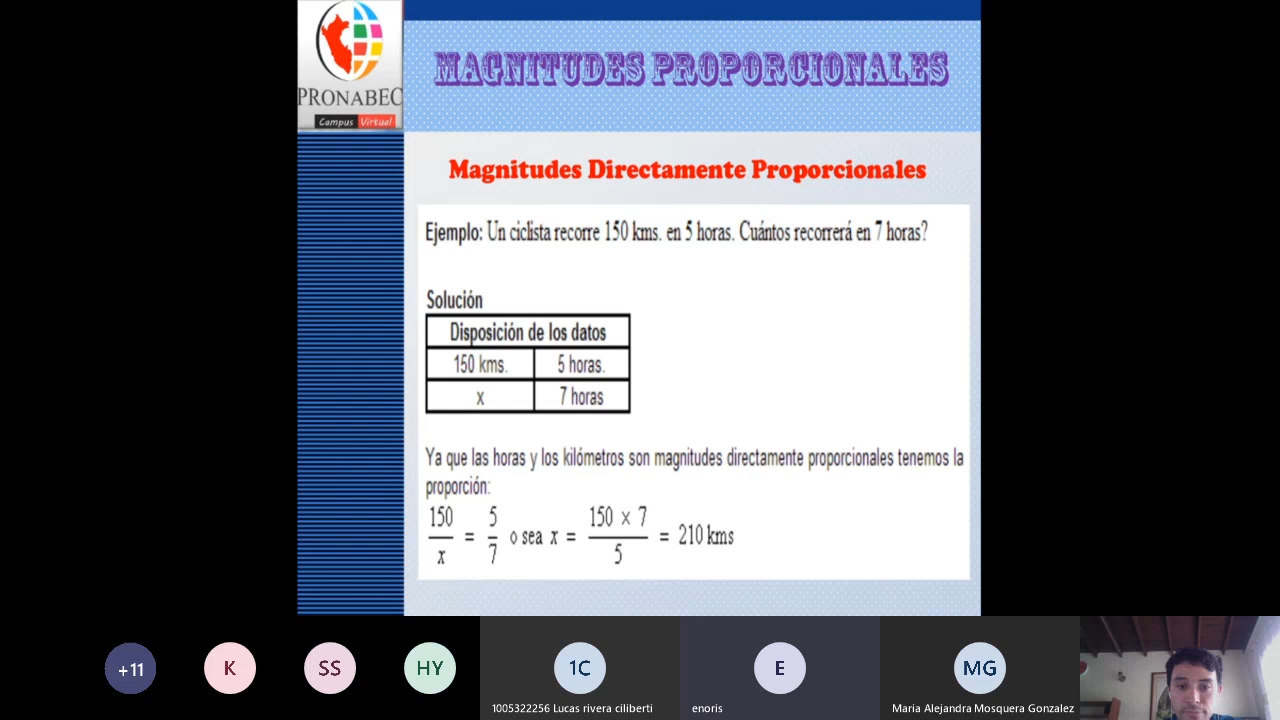 PRONABEC
Campus Virtual
MAGNITUDES PROPORCIONALES
Magnitudes Directamente Proporcionales
Ejemplo: Un ciclista recorre 150 kms. en 5 horas. Cuántos recorrerá en 7 horas?
Solución
Disposición de los datos
150 kms. 5 horas.
x 7 horas
Ya que las horas y los kilómetros son magnitudes directamente proporcionales tenemos la
proporción:
150/x = 5/7 o sea x = 150 × 7/5 = 210 kms
+11 K SS HY 1C E MG
1005322256 Lucas rivera ciliberti enoris Maria Alejandra Mosquera Gonzalez